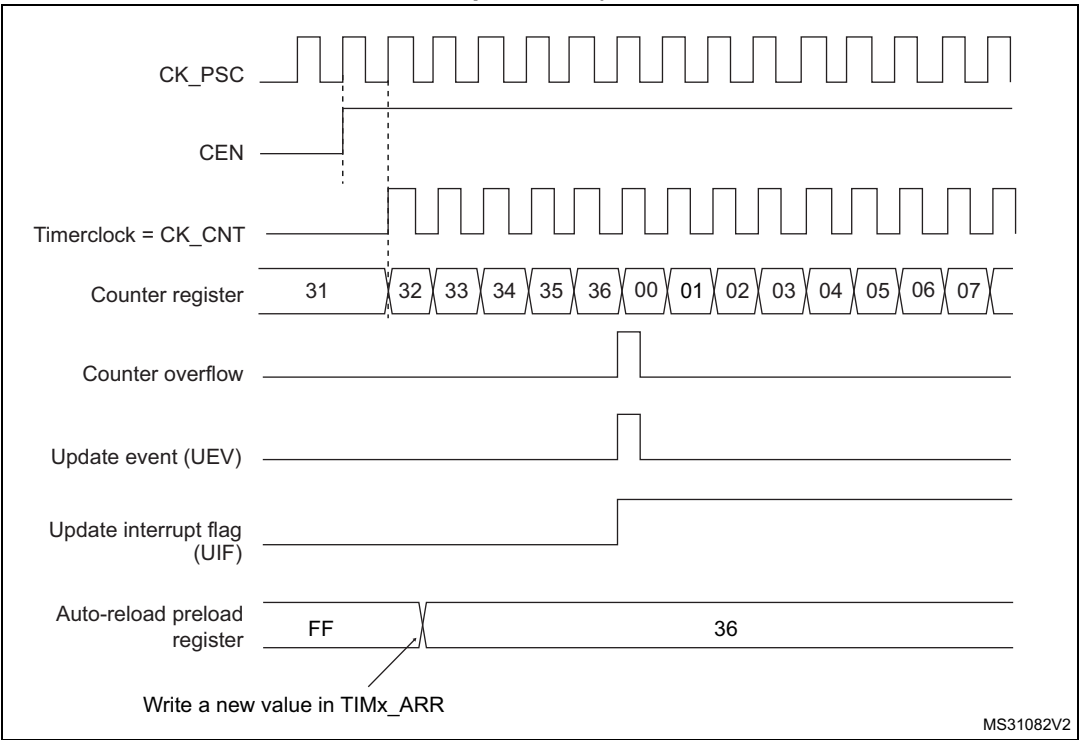 CK_PSC
CEN
Timerclock = CK_CNT
Counter register 31 32 33 34 35 36 00 01 02 03 04 05 06 07
Counter overflow
Update event (UEV)
Update interrupt flag
(UIF)
Auto-reload preload
register FF 36
Write a new value in TIMx_ARR
MS31082V2